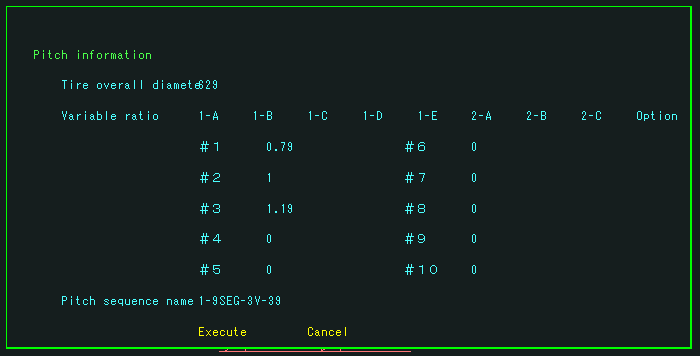 Pitch information
Tire overall diamete629
Variable ratio 1-A 1-B 1-C 1-D 1-E 2-A 2-B 2-C Option
#1 0.79 #6 0
#2 1 #7 0
#3 1.19 #8 0
#4 0 #9 0
#5 0 #10 0
Pitch sequence name 1-9SEG-3V-39
Execute Cancel